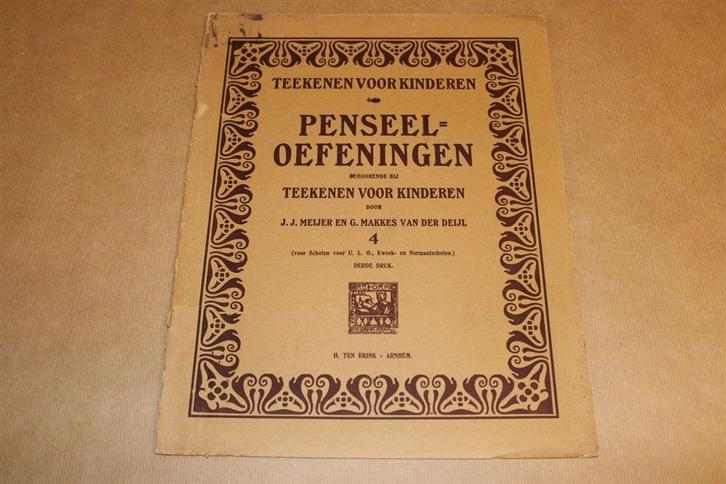 TEEKENEN VOOR KINDEREN
PENSEEL=
OEFENINGEN
BEHOORENDE BIJ
TEEKENEN VOOR KINDEREN
DOOR
J. J. MEIJER EN G. MAKKES VAN DER DEIJL
4
(voor Scholen voor U. L. O., Kweek- en Normaalscholen.)
DERDE DRUK.
REFORM
H. TEN BRINK - ARNHEM.